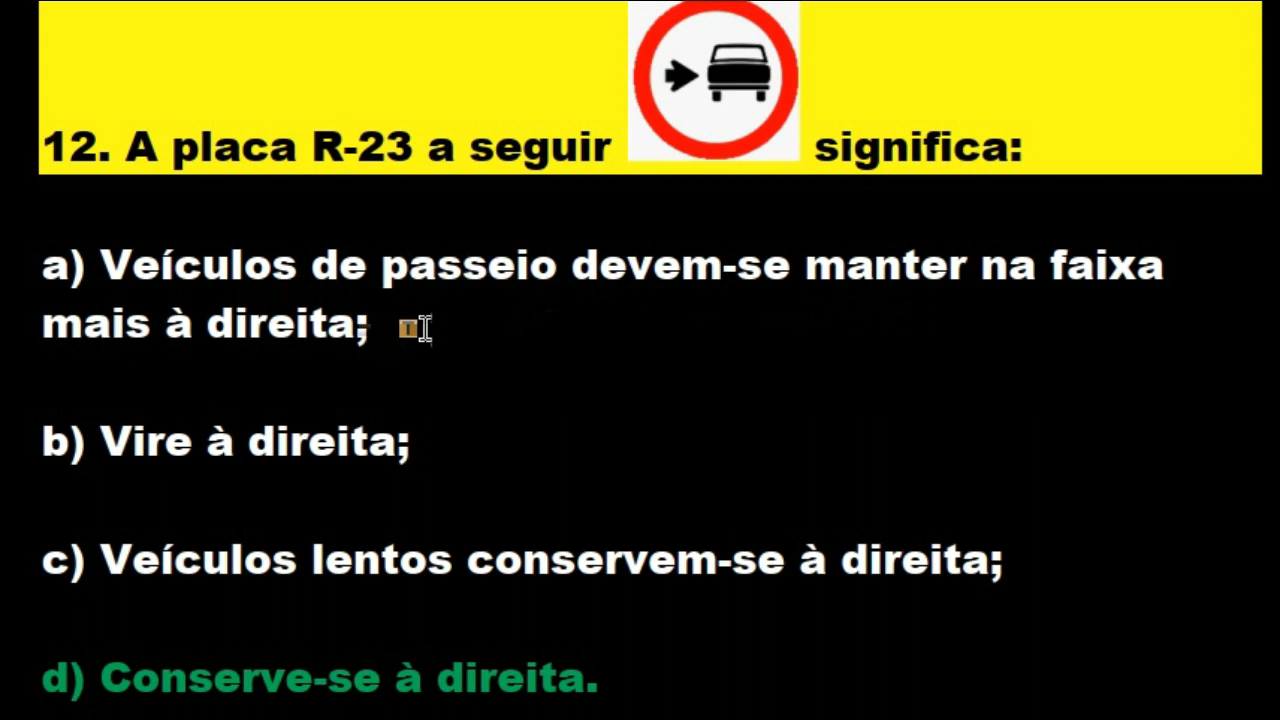 12. A placa R-23 a seguir significa:
a) Veículos de passeio devem-se manter na faixa
mais à direita;
b) Vire à direita;
c) Veículos lentos conservem-se à direita;
d) Conserve-se à direita.